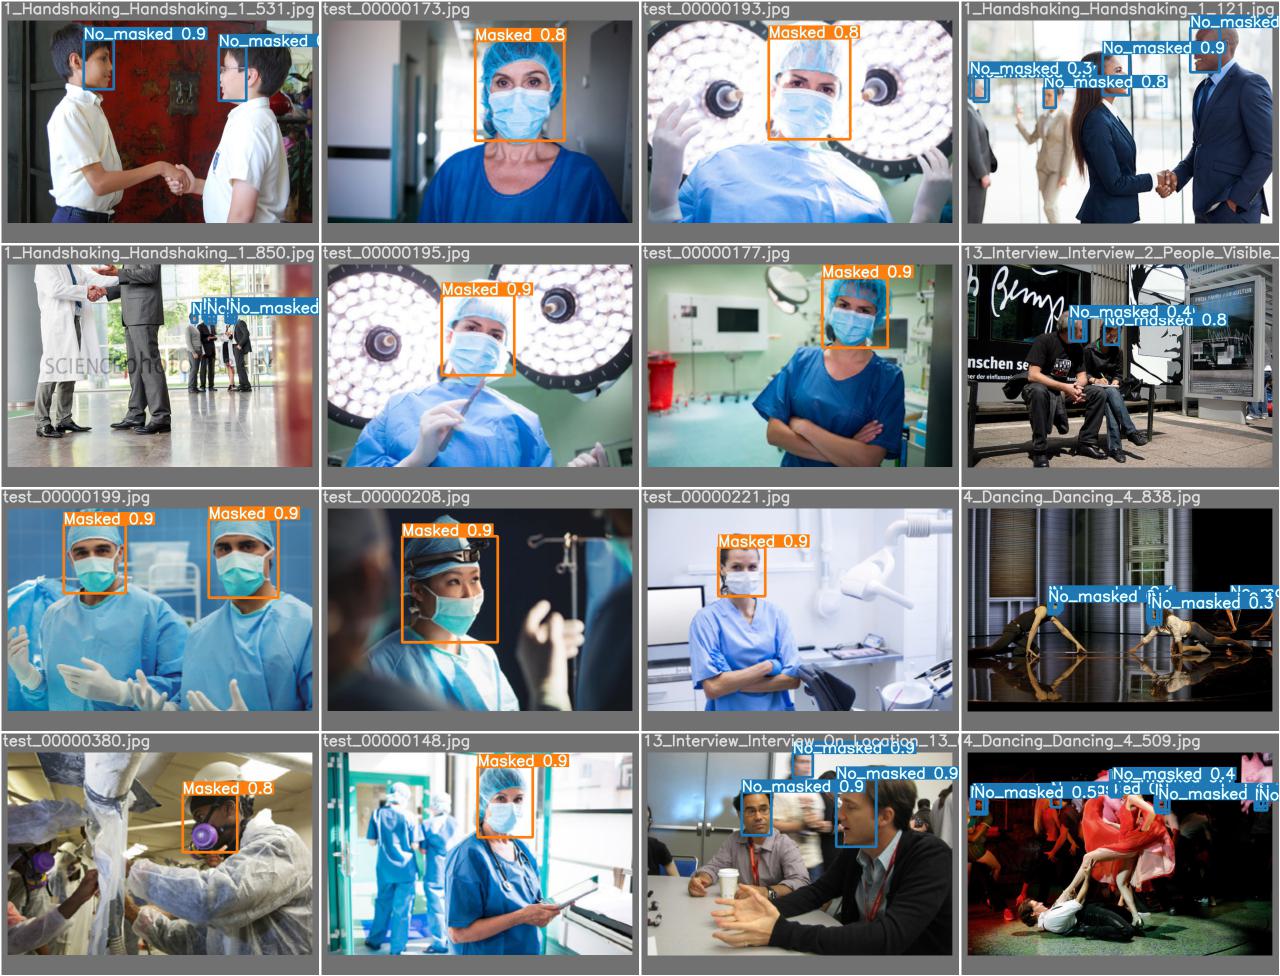 1_Handshaking_Handshaking_1_531.jpg
No_masked 0.9
No_masked
test_00000173.jpg
Masked 0.8
test_00000193.jpg
Masked 0.8
1_Handshaking_Handshaking_1_121.jpg
No_masked
No_masked 0.9
No_masked 0.3
No_masked 0.8
1_Handshaking_Handshaking_1_850.jpg
No_masked
SCIENCEPHOTOLIBRARY
test_00000195.jpg
Masked 0.9
test_00000177.jpg
Masked 0.9
13_Interview_Interview_2_People_Visible_
No_masked 0.4
No_masked 0.8
nschen se
test_00000199.jpg
Masked 0.9
Masked 0.9
test_00000208.jpg
Masked 0.9
test_00000221.jpg
Masked 0.9
4_Dancing_Dancing_4_838.jpg
No_masked
No_masked 0.3
test_00000380.jpg
Masked 0.8
test_00000148.jpg
Masked 0.9
13_Interview_Interview_On_Location_13_
No_masked 0.9
No_masked 0.9
No_masked 0.9
4_Dancing_Dancing_4_509.jpg
No_masked 0.4
No_masked 0.5
No_masked